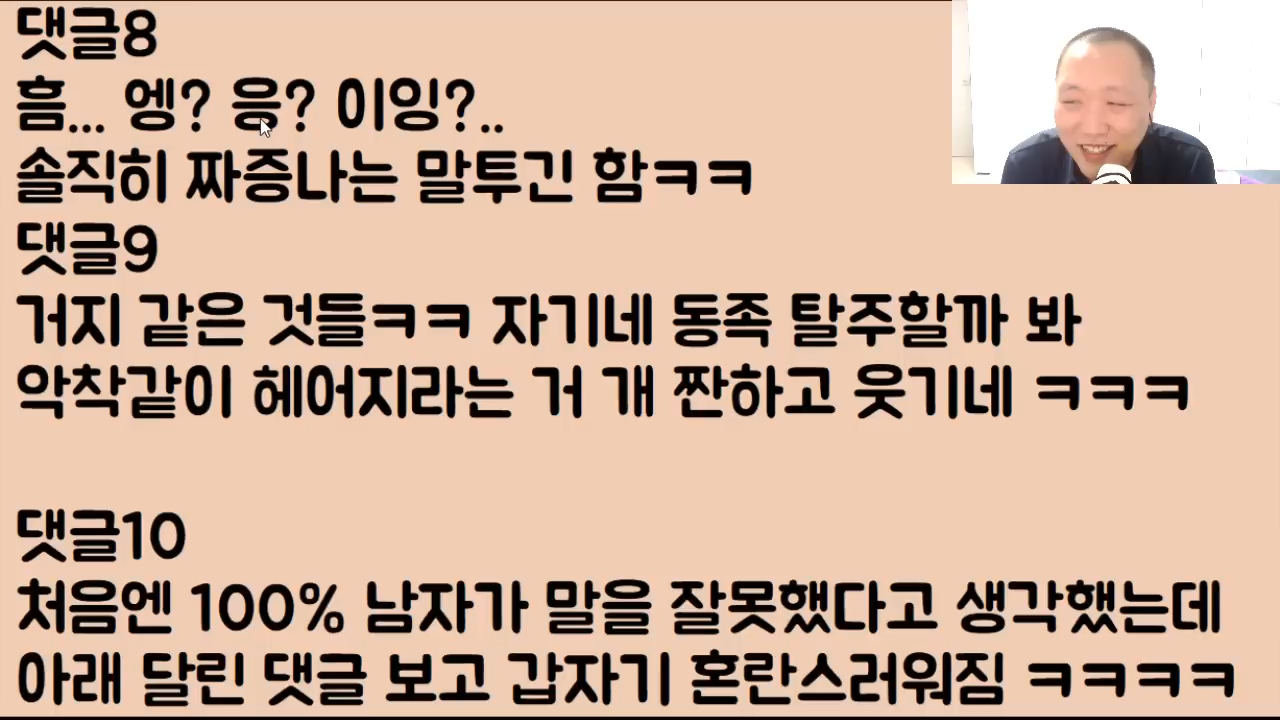 댓글8
흠... 엥? 응? 이잉?..
솔직히 짜증나는 말투긴 함ㅋㅋ
댓글9
거지 같은 것들ㅋㅋ 자기네 동족 탈주할까 봐
악착같이 헤어지라는 거 개 짠하고 웃기네 ㅋㅋㅋ
댓글10
처음엔 100% 남자가 말을 잘못했다고 생각했는데
아래 달린 댓글 보고 갑자기 혼란스러워짐 ㅋㅋㅋㅋ